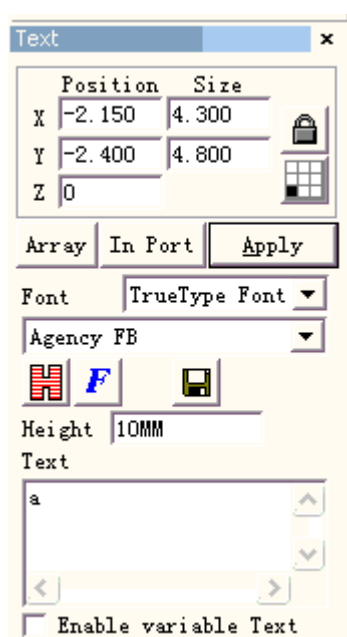 Text
Position Size
X -2.150 4.300
Y -2.400 4.800
Z 0
Array In Port Apply
Font TrueType Font
Agency FB
F
Height 10MM
Text
a
Enable variable Text